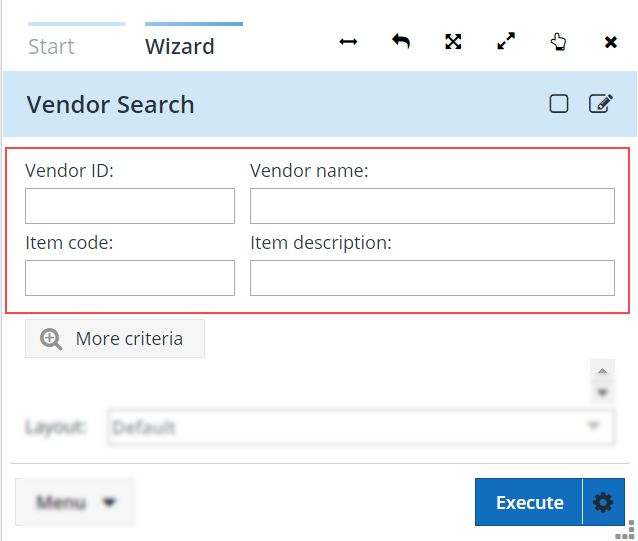 Start Wizard
Vendor Search
Vendor ID: Vendor name:
Item code: Item description:
More criteria
Layout: Default
Menu
Execute